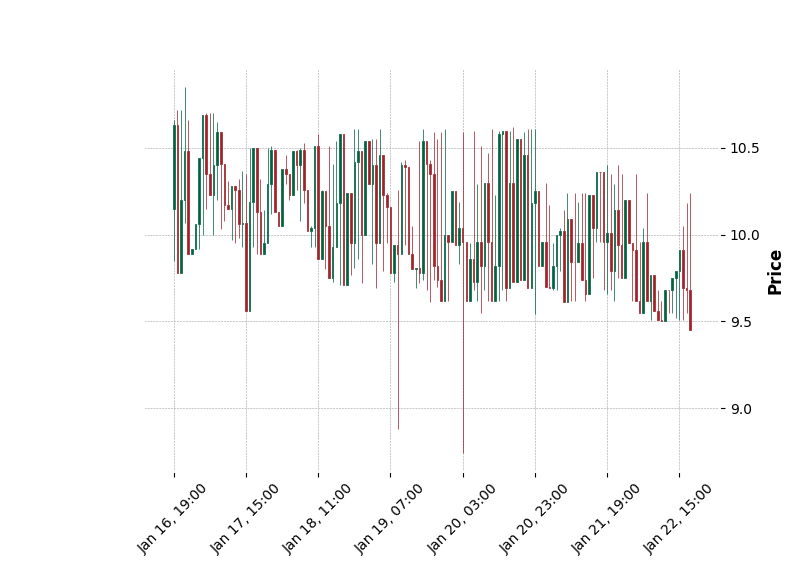 10.5
10.0
9.5
9.0
Price
Jan 16, 19:00
Jan 17, 15:00
Jan 18, 11:00
Jan 19, 07:00
Jan 20, 03:00
Jan 20, 23:00
Jan 21, 19:00
Jan 22, 15:00